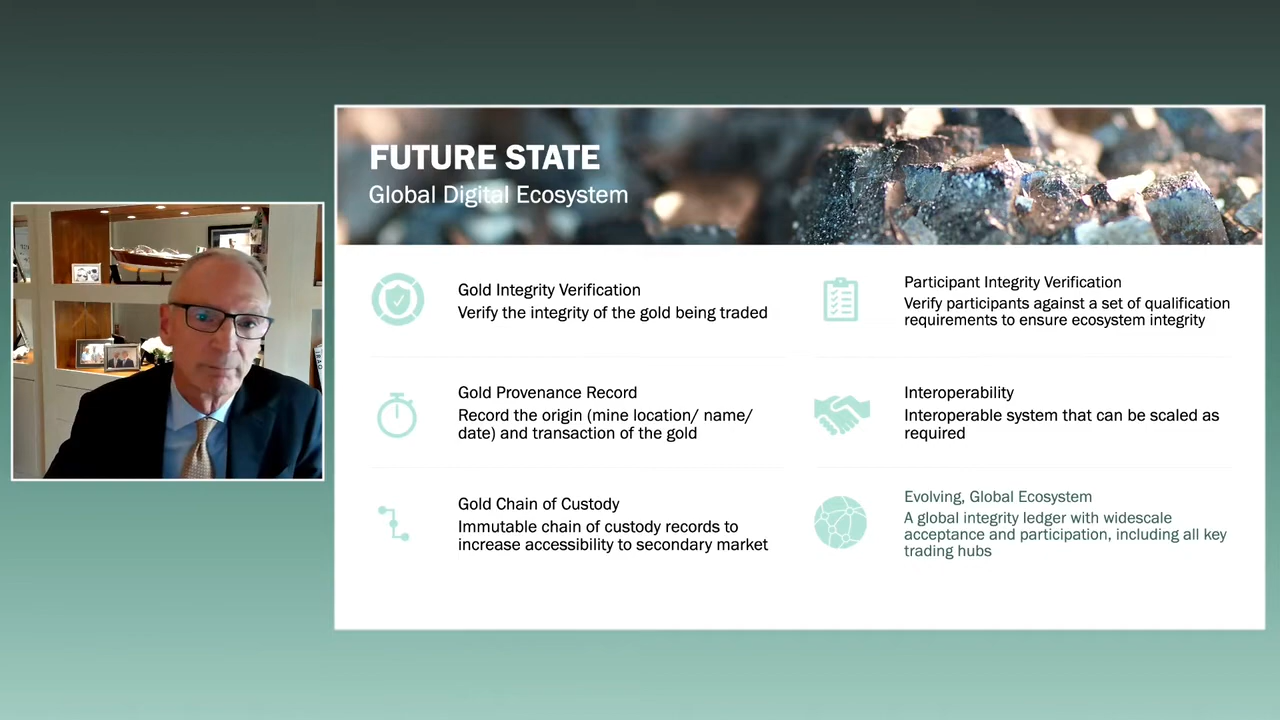 FUTURE STATE
Global Digital Ecosystem
Gold Integrity Verification
Verify the integrity of the gold being traded
Gold Provenance Record
Record the origin (mine location/ name/
date) and transaction of the gold
Gold Chain of Custody
Immutable chain of custody records to
increase accessibility to secondary market
Participant Integrity Verification
Verify participants against a set of qualification
requirements to ensure ecosystem integrity
Interoperability
Interoperable system that can be scaled as
required
Evolving, Global Ecosystem
A global integrity ledger with widescale
acceptance and participation, including all key
trading hubs